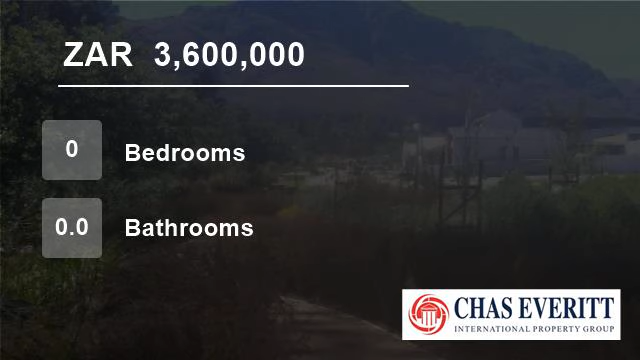 ZAR 3,600,000
0 Bedrooms
0.0 Bathrooms
CHAS EVERITT
INTERNATIONAL PROPERTY GROUP